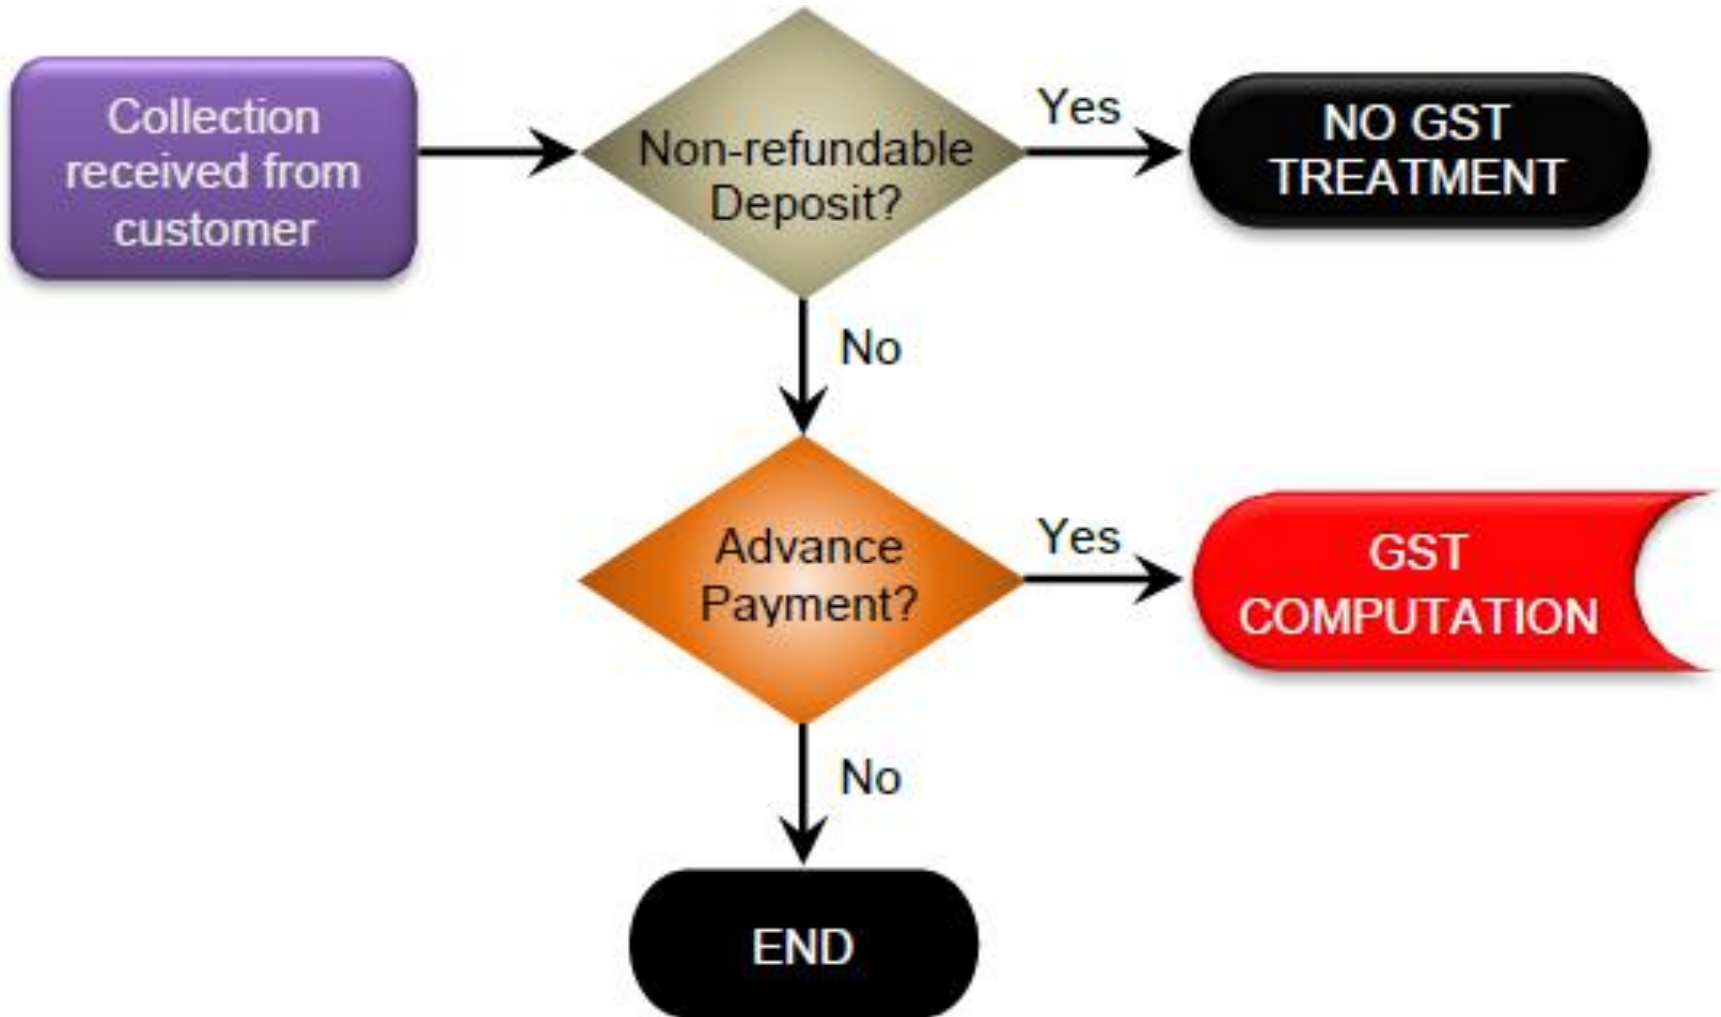 Collection
received from
customer
Non-refundable
Deposit?
Yes
NO GST
TREATMENT
No
Advance
Payment?
Yes
GST
COMPUTATION
No
END